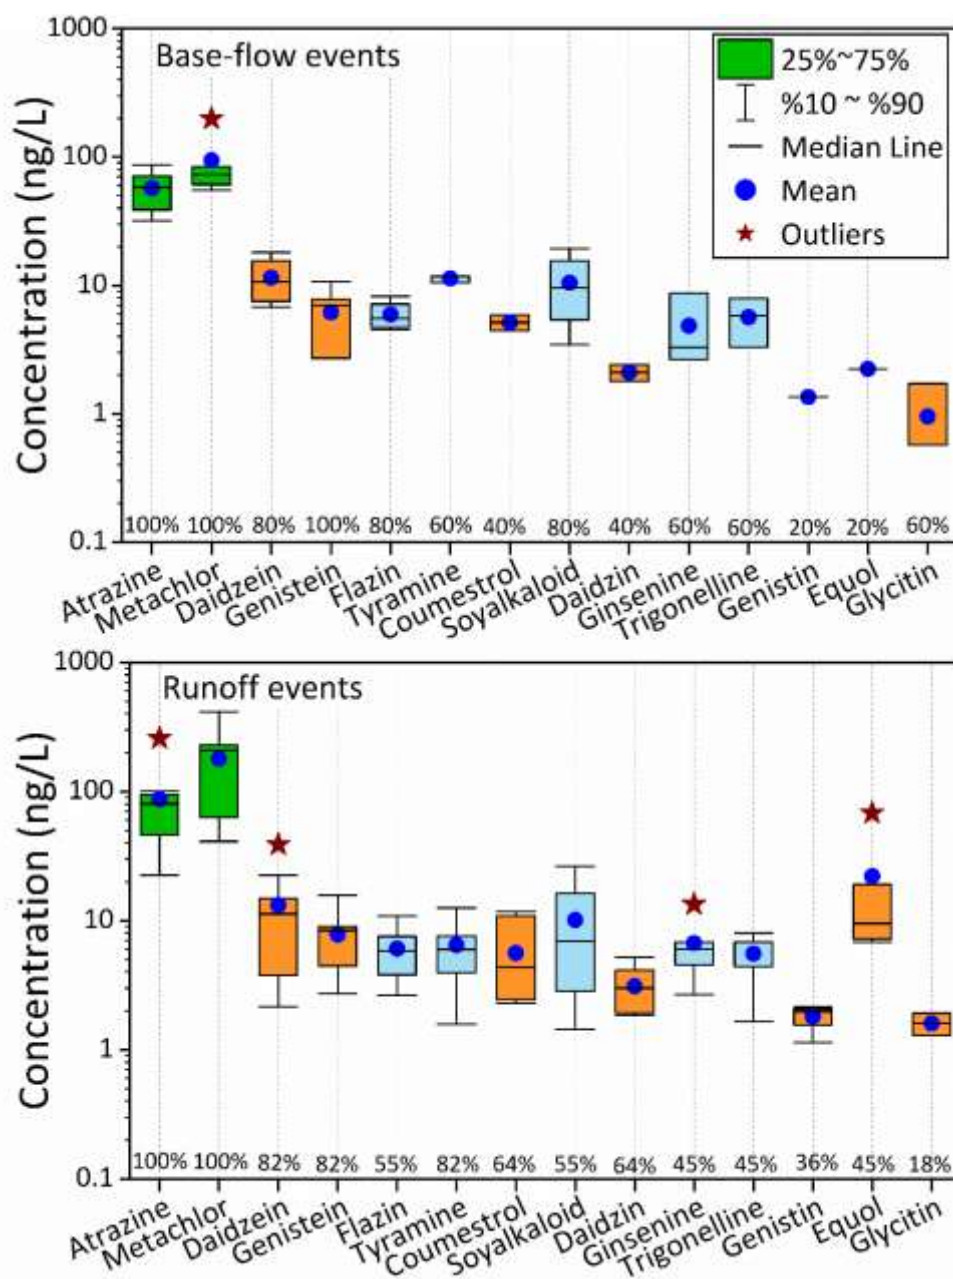 Base-flow events
25%~75%
%10 ~ %90
Median Line
Mean
Outliers
Concentration (ng/L)
1000
100
10
1
0.1
100% 100% 80% 100% 80% 60% 40% 80% 40% 60% 60% 20% 20% 60%
Atrazine Metachlor Daidzein Genistein Flazin Tyramine Coumestrol Soyalkaloid Daidzin Ginsenine Trigonelline Genistin Equol Glycitin
Runoff events
Concentration (ng/L)
1000
100
10
1
0.1
100% 100% 82% 82% 55% 82% 64% 55% 64% 45% 45% 36% 45% 18%
Atrazine Metachlor Daidzein Genistein Flazin Tyramine Coumestrol Soyalkaloid Daidzin Ginsenine Trigonelline Genistin Equol Glycitin